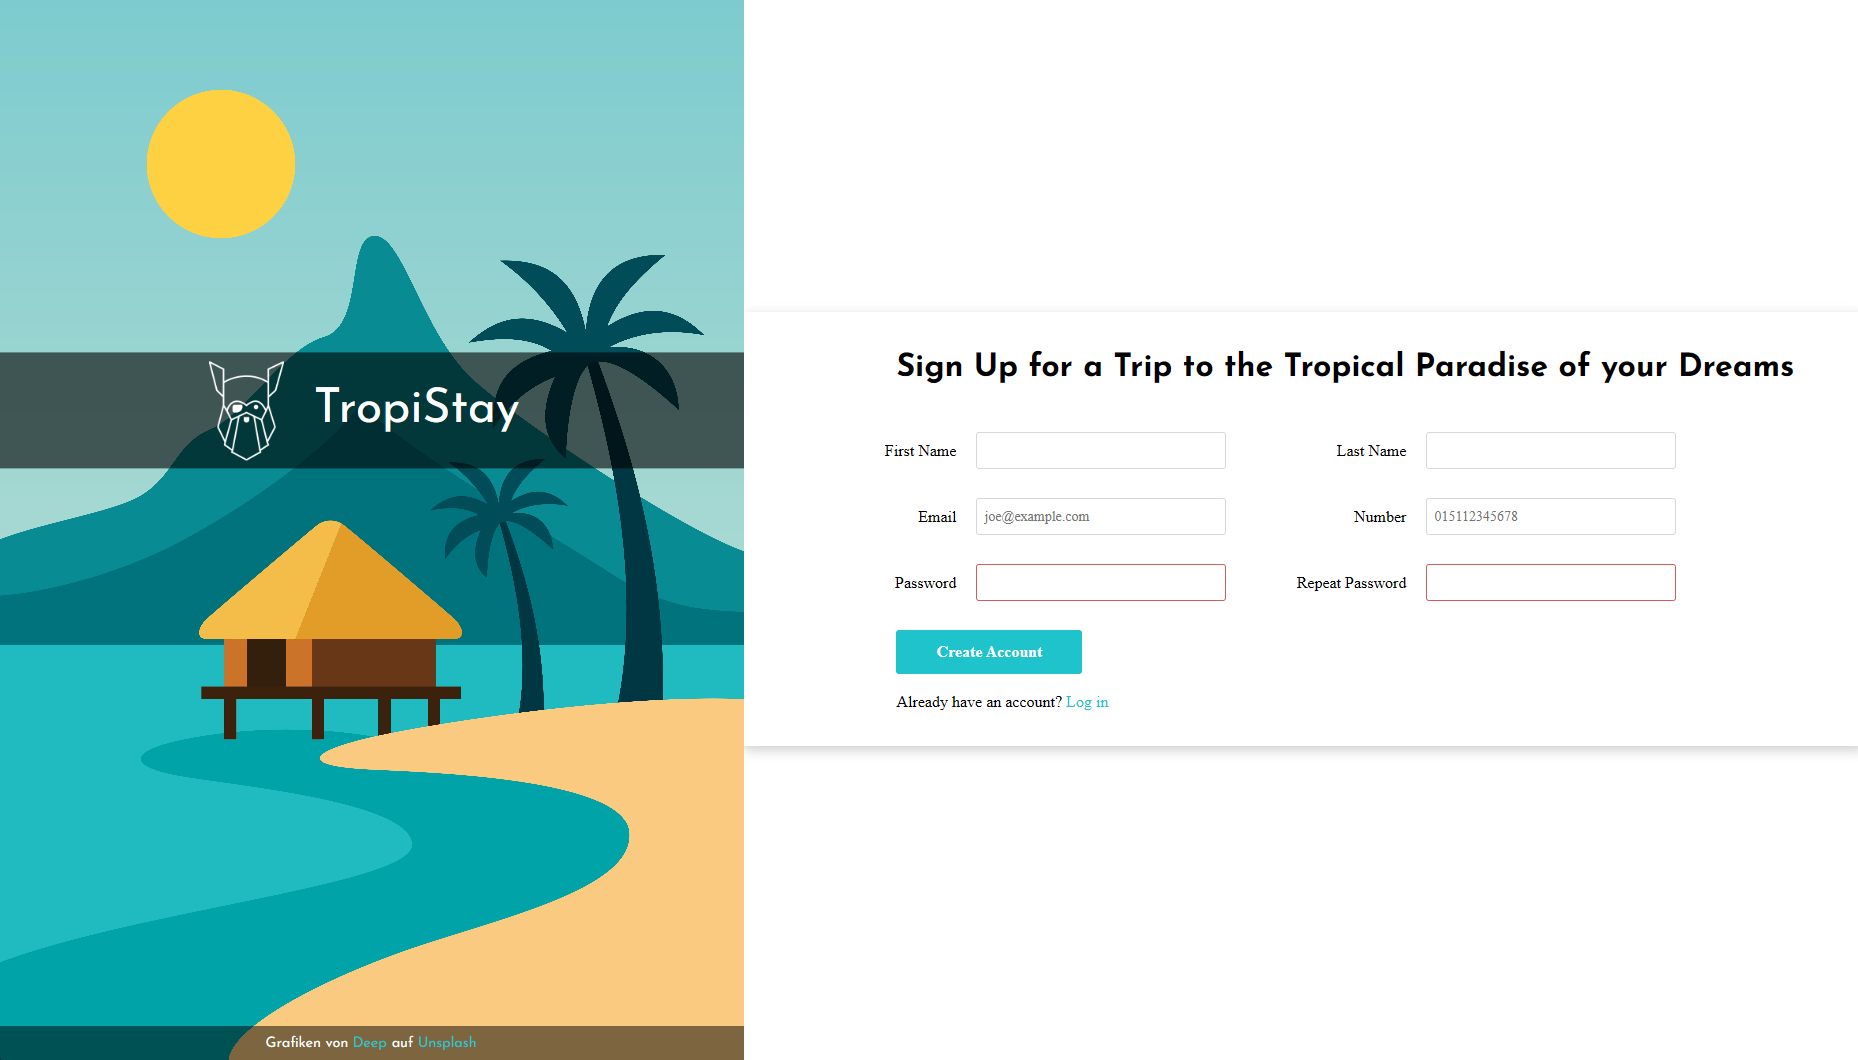 TropiStay
Sign Up for a Trip to the Tropical Paradise of your Dreams
First Name
Last Name
Email joe@example.com
Number 015112345678
Password
Repeat Password
Create Account
Already have an account? Log in
Grafiken von Deep auf Unsplash